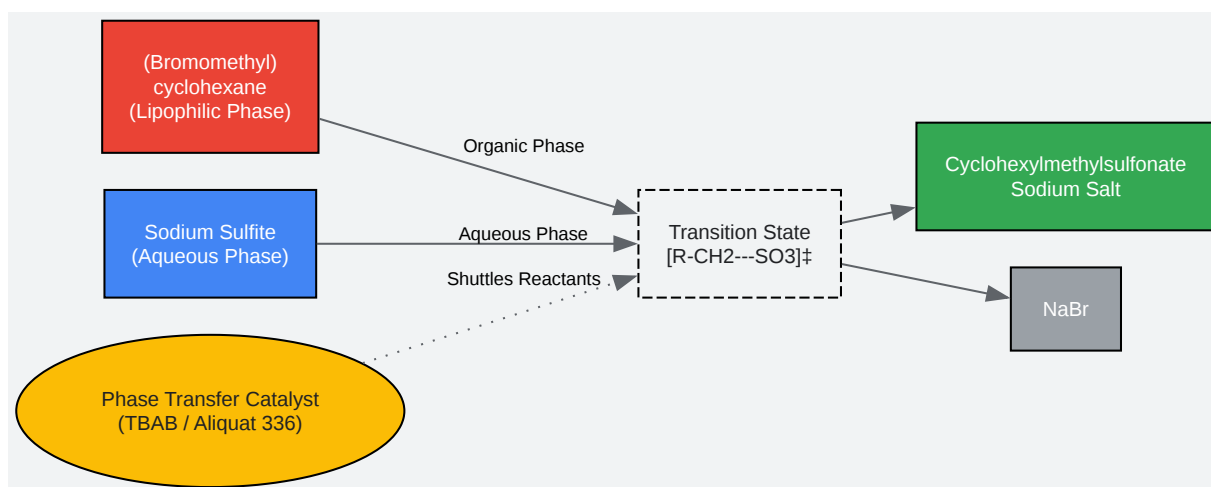 (Bromomethyl)
cyclohexane
(Lipophilic Phase)
Organic Phase
Sodium Sulfite
(Aqueous Phase)
Aqueous Phase
Shuttles Reactants
Phase Transfer Catalyst
(TBAB / Aliquat 336)
Transition State
[R-CH2---SO3]‡
Cyclohexylmethylsulfonate
Sodium Salt
NaBr